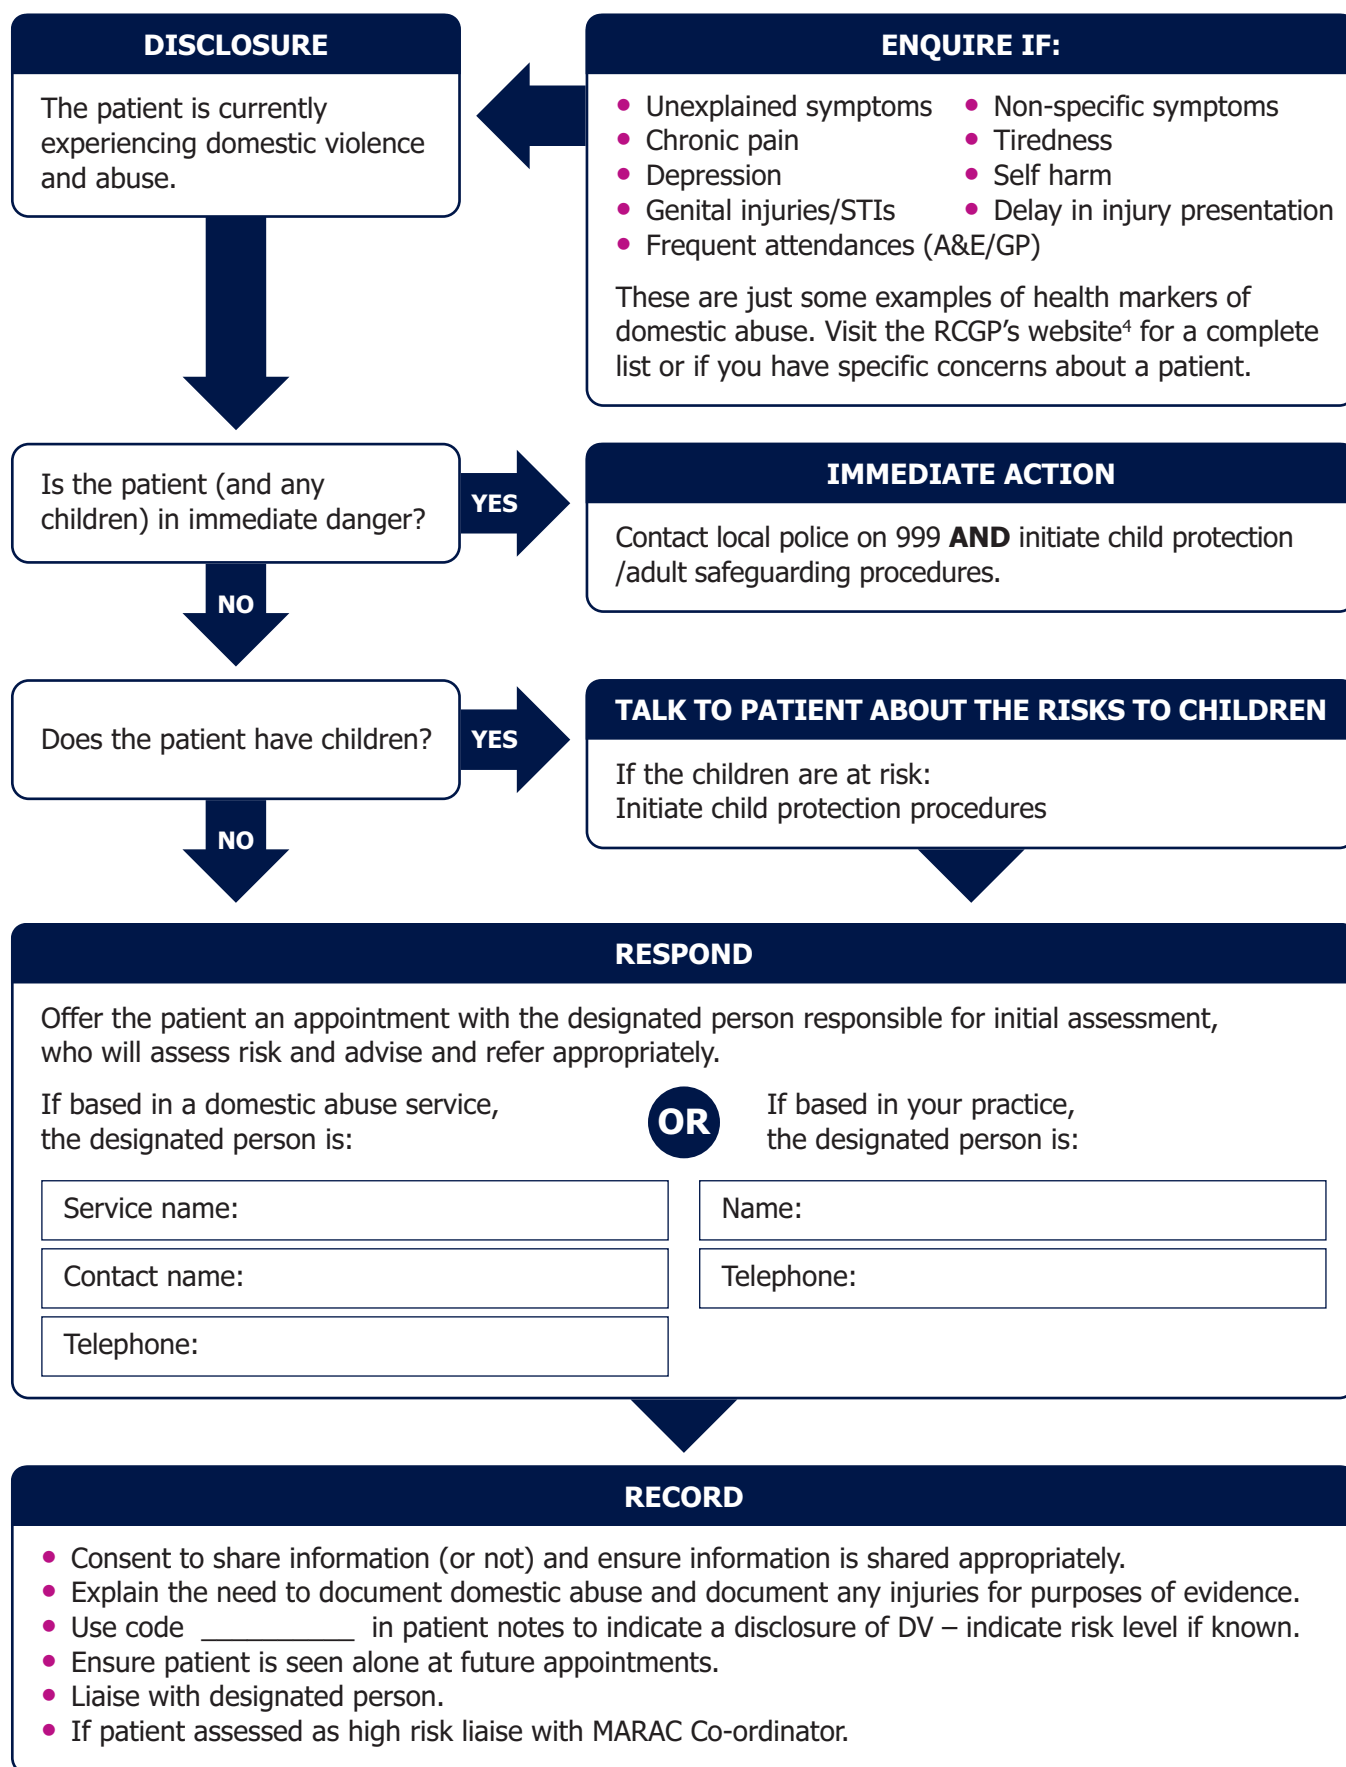 DISCLOSURE
The patient is currently
experiencing domestic violence
and abuse.
ENQUIRE IF:
• Unexplained symptoms • Non-specific symptoms
• Chronic pain • Tiredness
• Depression • Self harm
• Genital injuries/STIs • Delay in injury presentation
• Frequent attendances (A&E/GP)
These are just some examples of health markers of
domestic abuse. Visit the RCGP’s website⁴ for a complete
list or if you have specific concerns about a patient.
Is the patient (and any
children) in immediate danger?
YES
IMMEDIATE ACTION
Contact local police on 999 AND initiate child protection
/adult safeguarding procedures.
NO
Does the patient have children?
YES
TALK TO PATIENT ABOUT THE RISKS TO CHILDREN
If the children are at risk:
Initiate child protection procedures
NO
RESPOND
Offer the patient an appointment with the designated person responsible for initial assessment,
who will assess risk and advise and refer appropriately.
If based in a domestic abuse service,
the designated person is:
OR
If based in your practice,
the designated person is:
Service name:
Contact name:
Telephone:
Name:
Telephone:
RECORD
• Consent to share information (or not) and ensure information is shared appropriately.
• Explain the need to document domestic abuse and document any injuries for purposes of evidence.
• Use code __________ in patient notes to indicate a disclosure of DV – indicate risk level if known.
• Ensure patient is seen alone at future appointments.
• Liaise with designated person.
• If patient assessed as high risk liaise with MARAC Co-ordinator.